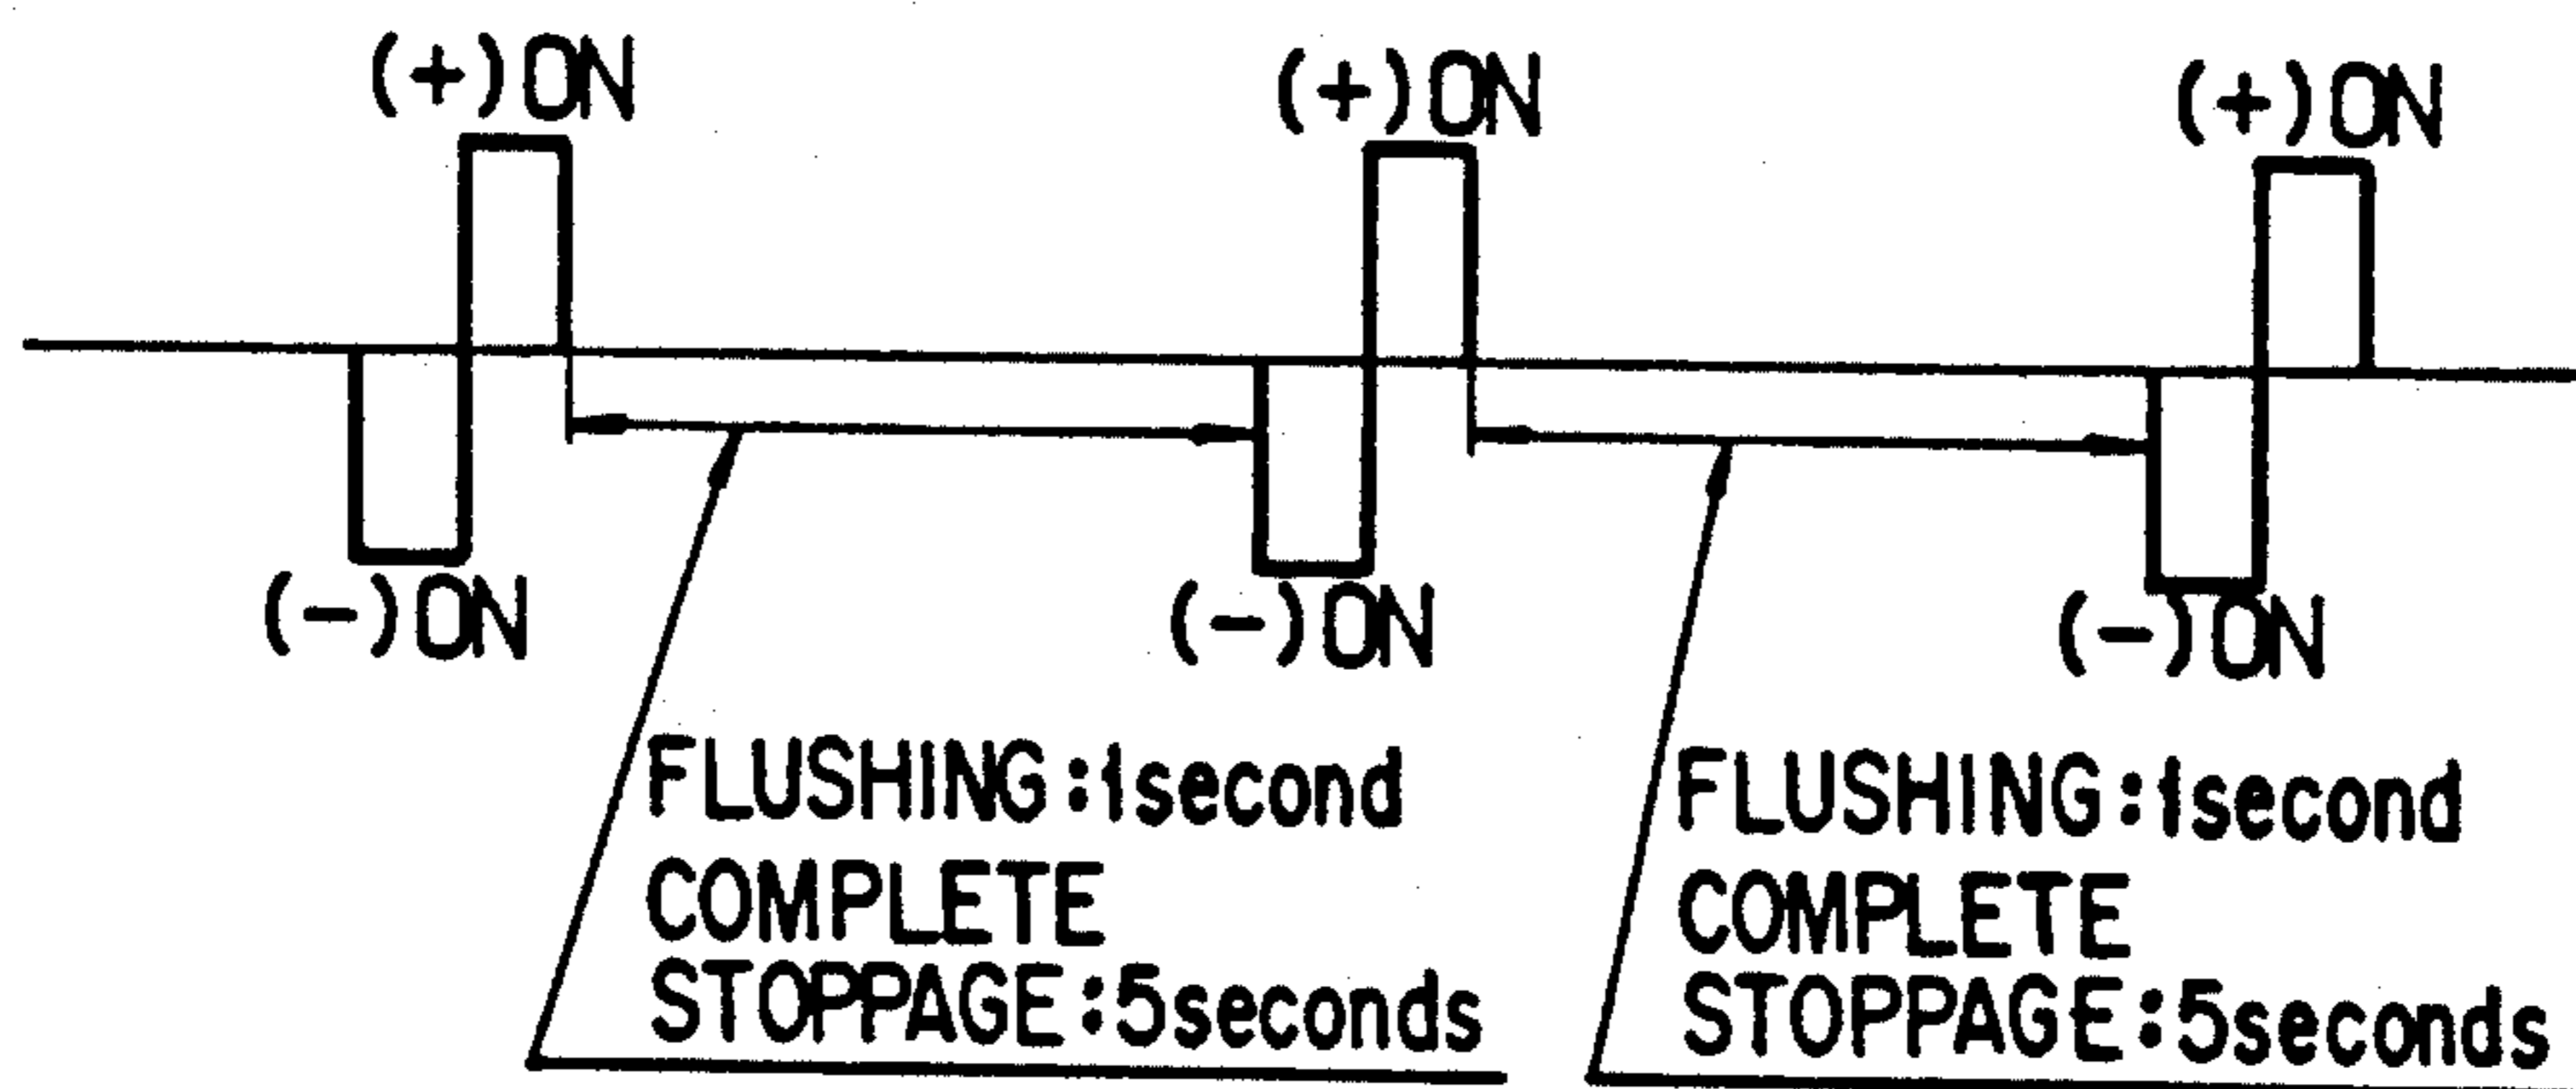 (+)ON
(+)ON
(+)ON
(-)ON
(-)ON
(-)ON
FLUSHING:1second
COMPLETE
STOPPAGE:5seconds
FLUSHING:1second
COMPLETE
STOPPAGE:5seconds